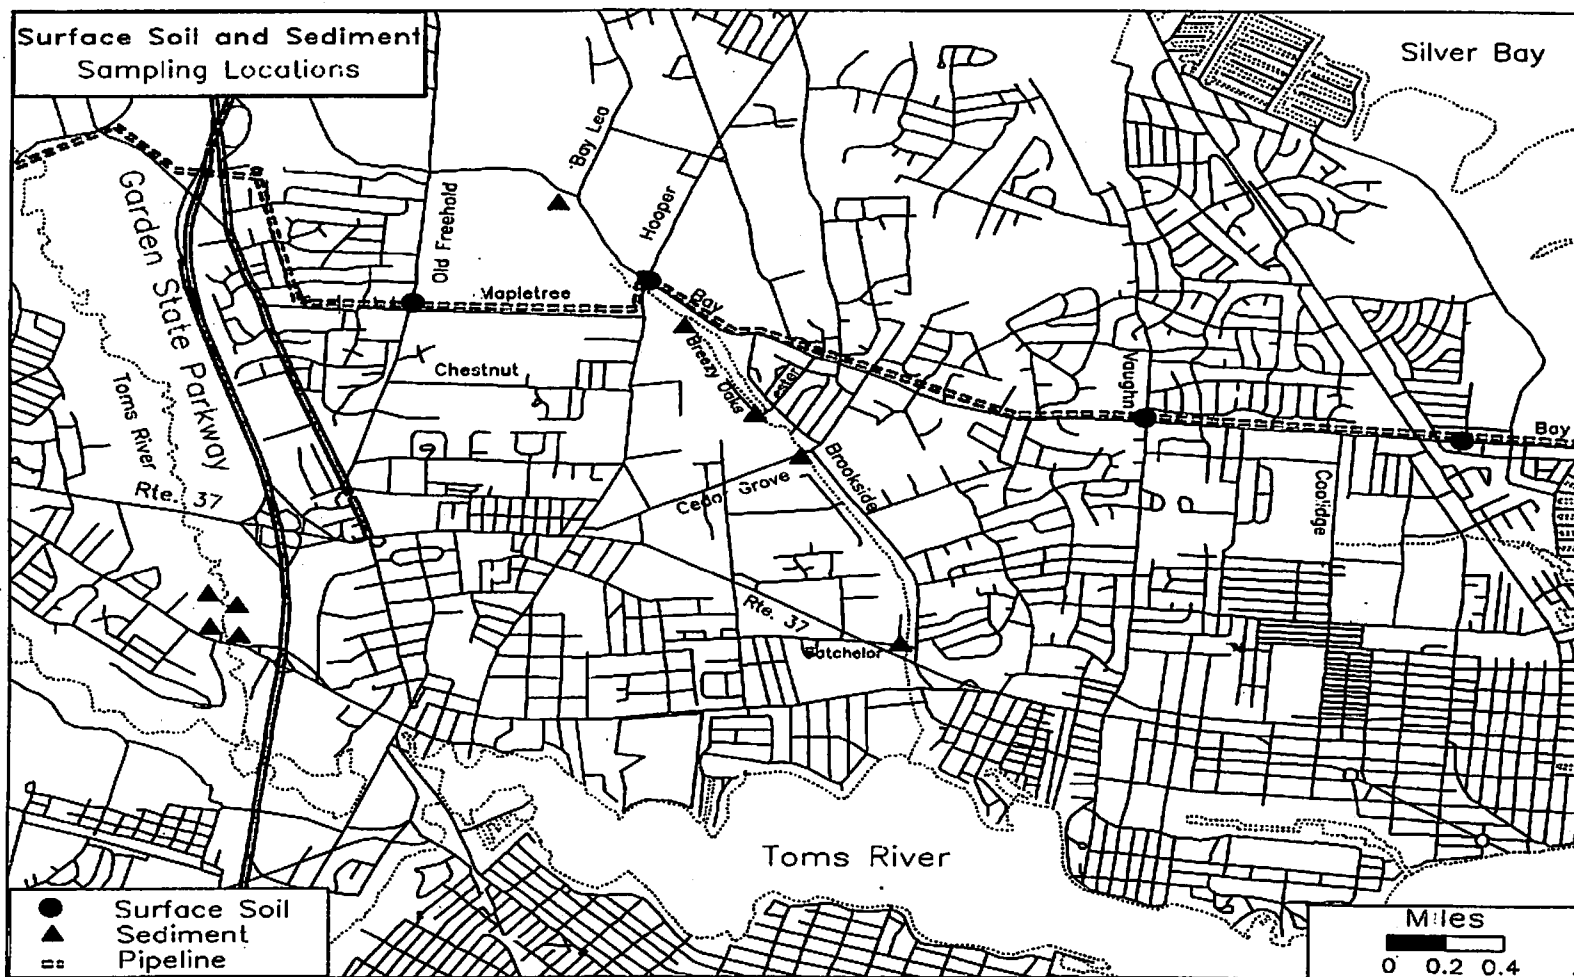 Surface Soil and Sediment
Sampling Locations
Silver Bay
Bay Lea
Hooper
Old Freehold
Garden State Parkway
Mapletree
Bay
Breezy Oaks
Chestnut
Vaughn
Toms River
Bay
Brookside
Cedar Grove
Coolidge
Rte. 37
Rte. 37
Batchelor
Toms River
Surface Soil
Sediment
Pipeline
Miles
0 0.2 0.4